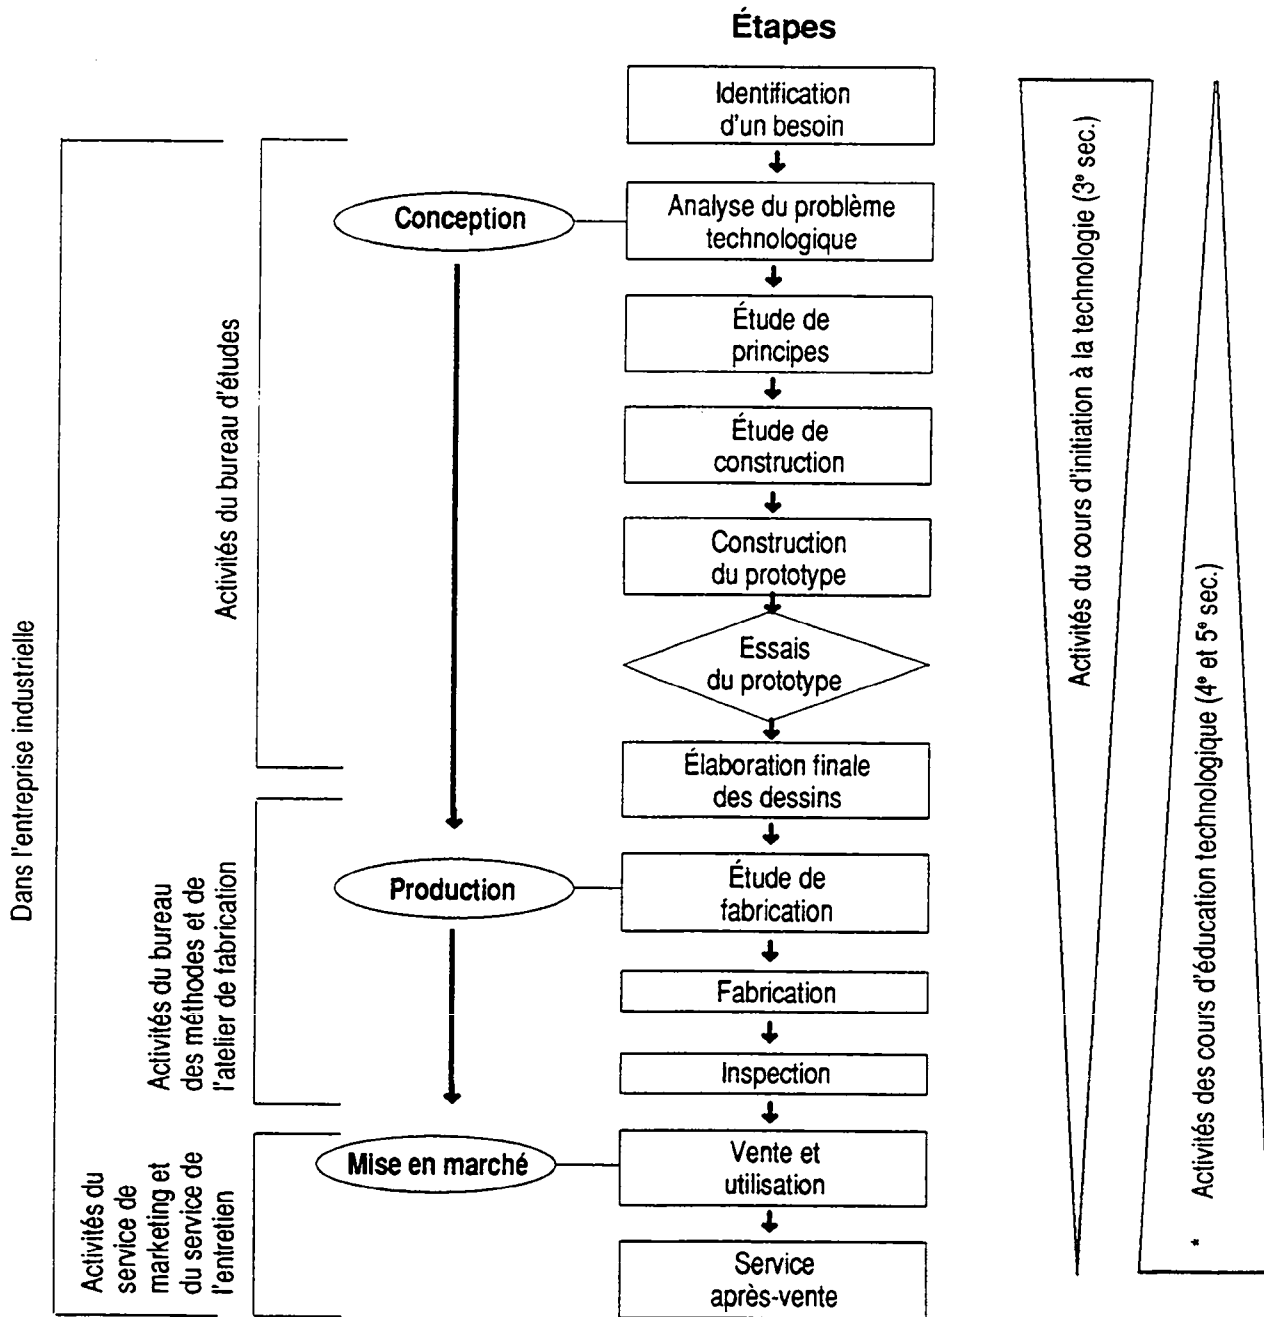 Étapes
Identification
d'un besoin
Analyse du problème
technologique
Étude de
principes
Étude de
construction
Construction
du prototype
Essais
du prototype
Élaboration finale
des dessins
Étude de
fabrication
Fabrication
Inspection
Vente et
utilisation
Service
après-vente
Conception
Production
Mise en marché
Dans l'entreprise industrielle
Activités du bureau d'études
Activités du bureau
des méthodes et de
l'atelier de fabrication
Activités du
service de
marketing et
du service de
l'entretien
Activités du cours d'initiation à la technologie (3e sec.)
* Activités des cours d'éducation technologique (4e et 5e sec.)